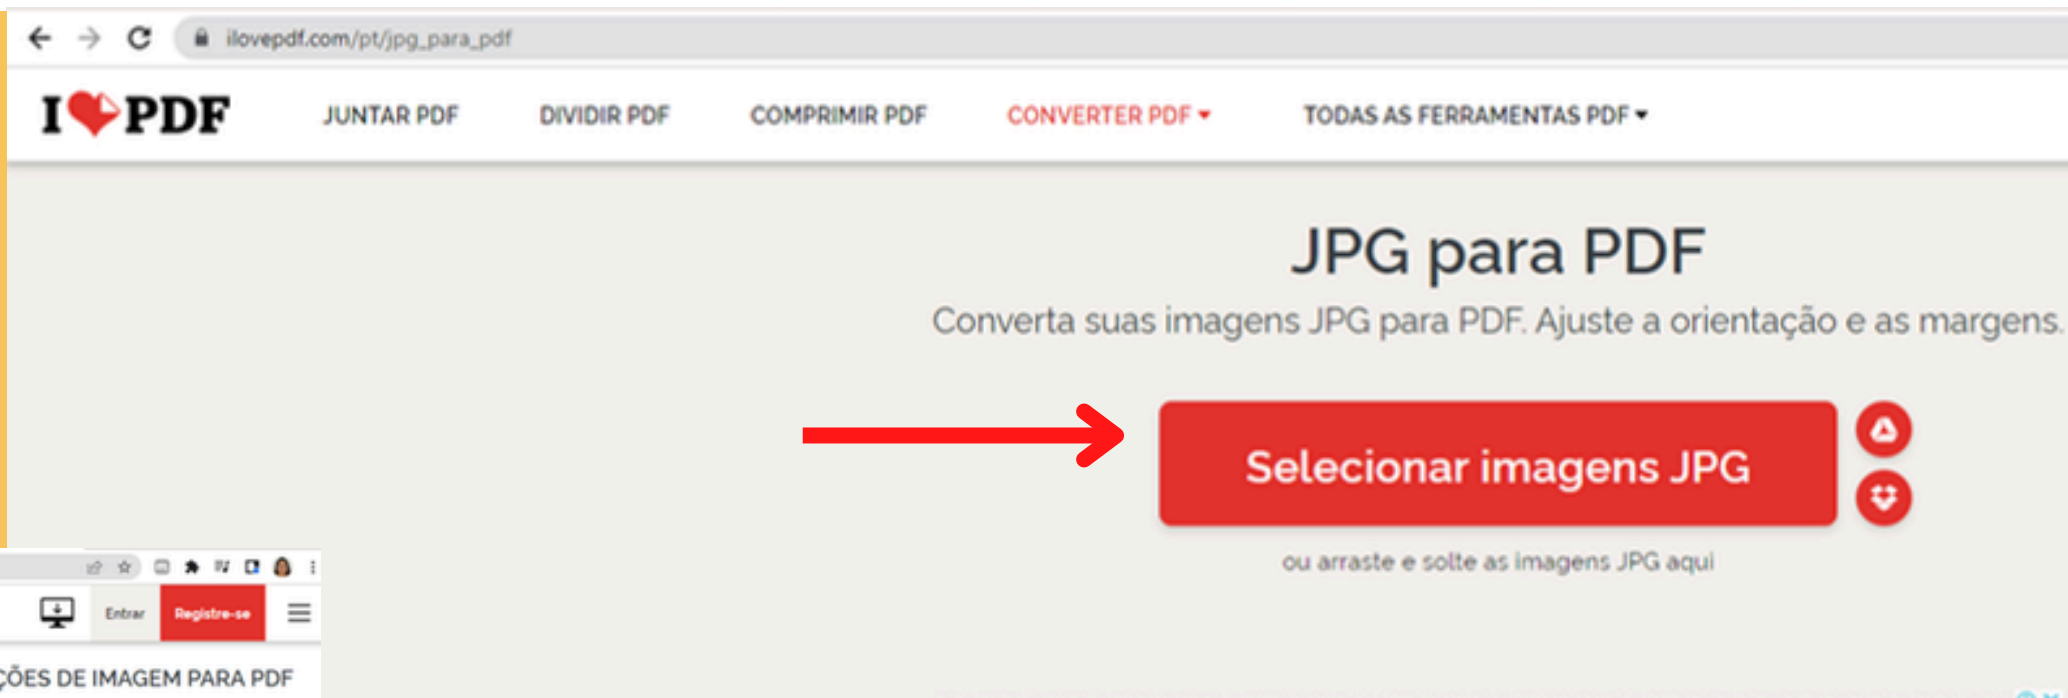 ilovepdf.com/pt/jpg_para_pdf
I PDF
JUNTAR PDF
DIVIDIR PDF
COMPRIMIR PDF
CONVERTER PDF
TODAS AS FERRAMENTAS PDF
JPG para PDF
Converta suas imagens JPG para PDF. Ajuste a orientação e as margens.
Selecionar imagens JPG
ou arraste e solte as imagens JPG aqui
Entrar
Registre-se
ÇÕES DE IMAGEM PARA PDF